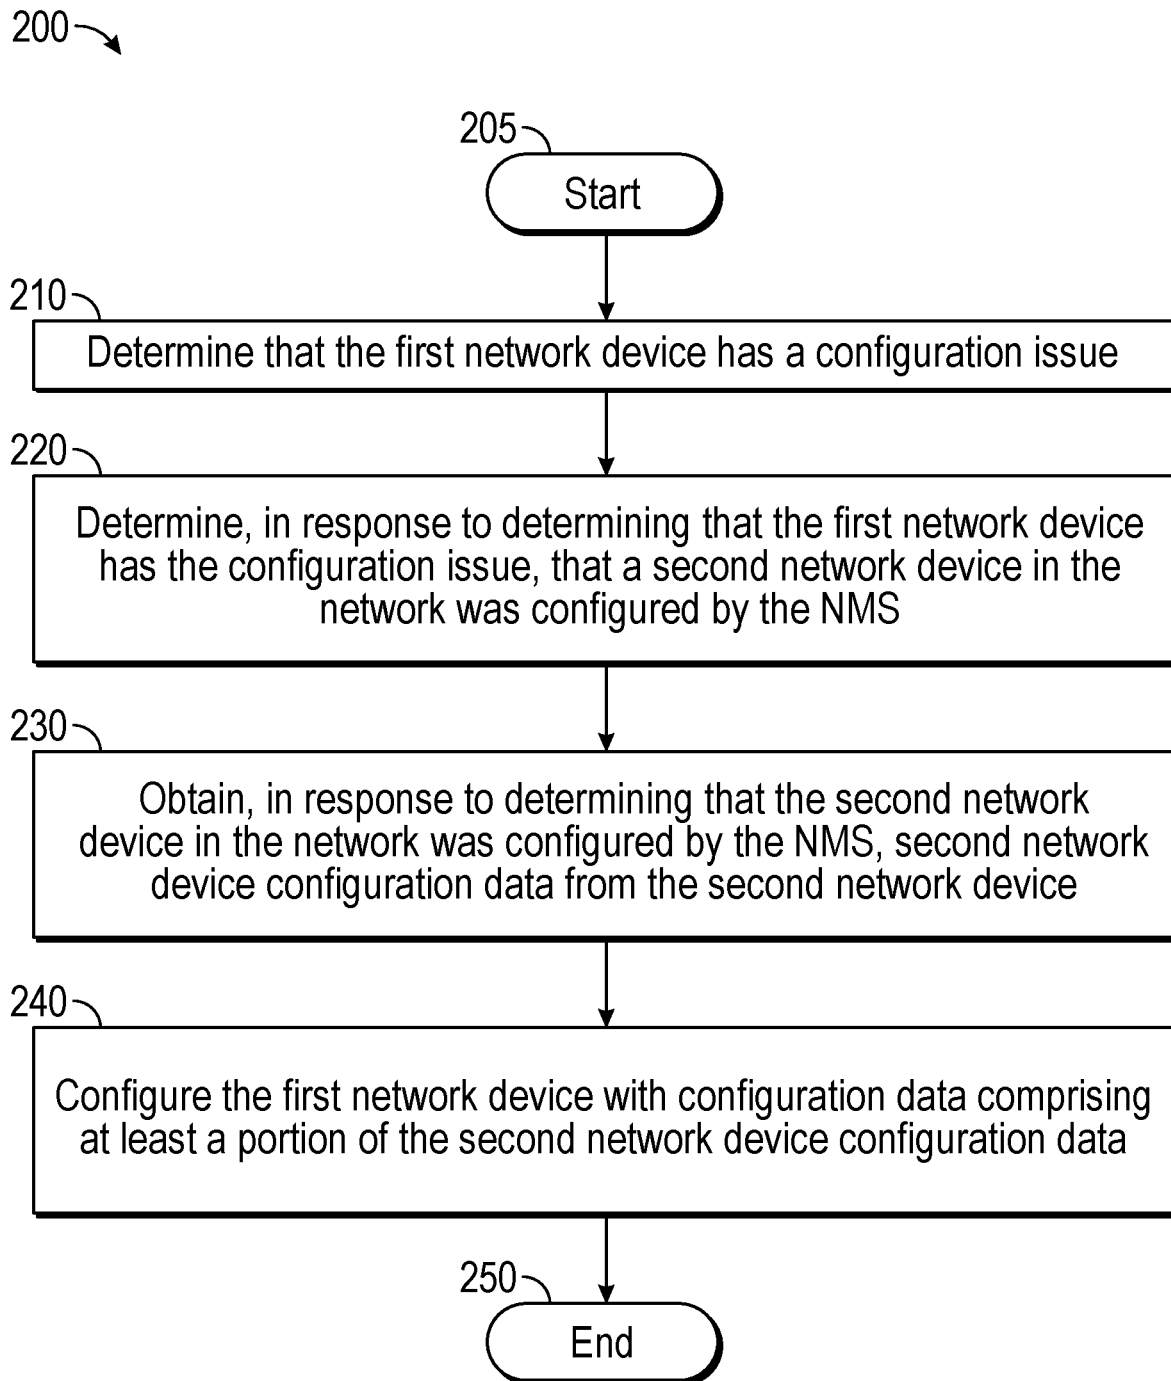 200
205
Start
210
Determine that the first network device has a configuration issue
220
Determine, in response to determining that the first network device
has the configuration issue, that a second network device in the
network was configured by the NMS
230
Obtain, in response to determining that the second network
device in the network was configured by the NMS, second network
device configuration data from the second network device
240
Configure the first network device with configuration data comprising
at least a portion of the second network device configuration data
250
End